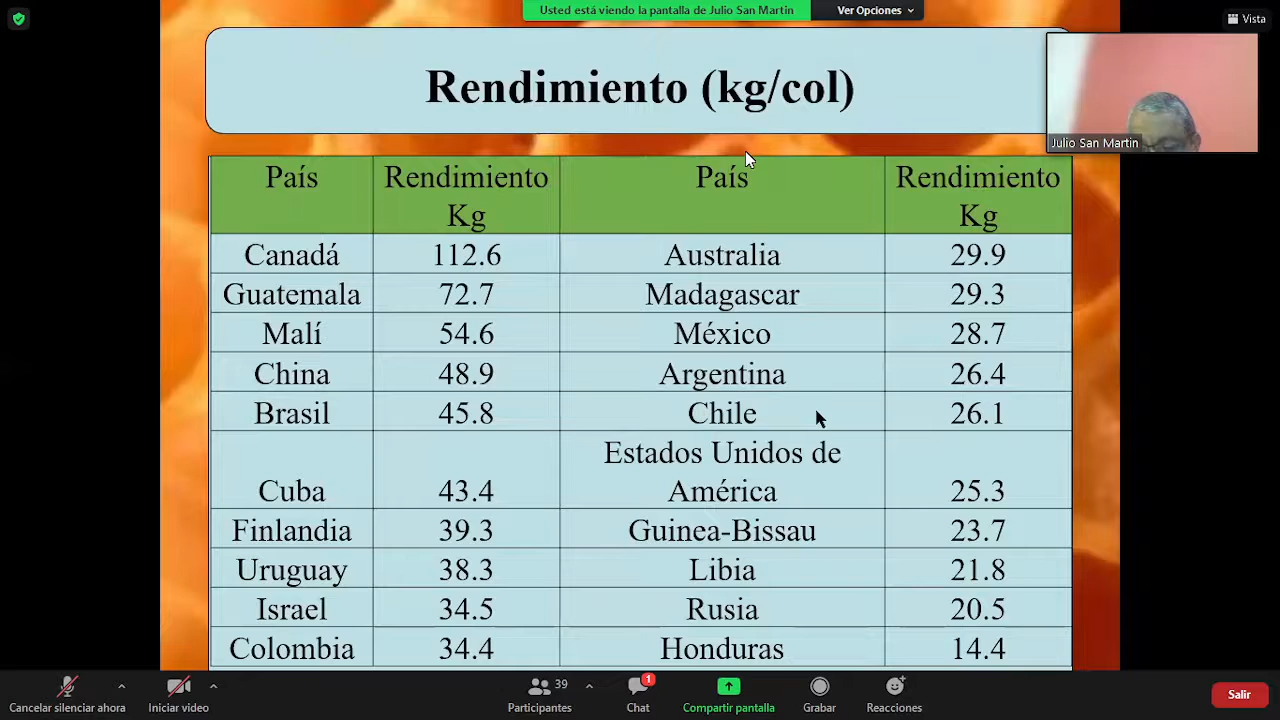 Usted está viendo la pantalla de Julio San Martin
Ver Opciones
Vista
Rendimiento (kg/col)
Julio San Martin
País Rendimiento Kg País Rendimiento Kg
Canadá 112.6 Australia 29.9
Guatemala 72.7 Madagascar 29.3
Malí 54.6 México 28.7
China 48.9 Argentina 26.4
Brasil 45.8 Chile 26.1
Cuba 43.4 Estados Unidos de América 25.3
Finlandia 39.3 Guinea-Bissau 23.7
Uruguay 38.3 Libia 21.8
Israel 34.5 Rusia 20.5
Colombia 34.4 Honduras 14.4
39
1
Cancelar silenciar ahora
Iniciar video
Participantes
Chat
Compartir pantalla
Grabar
Reacciones
Salir